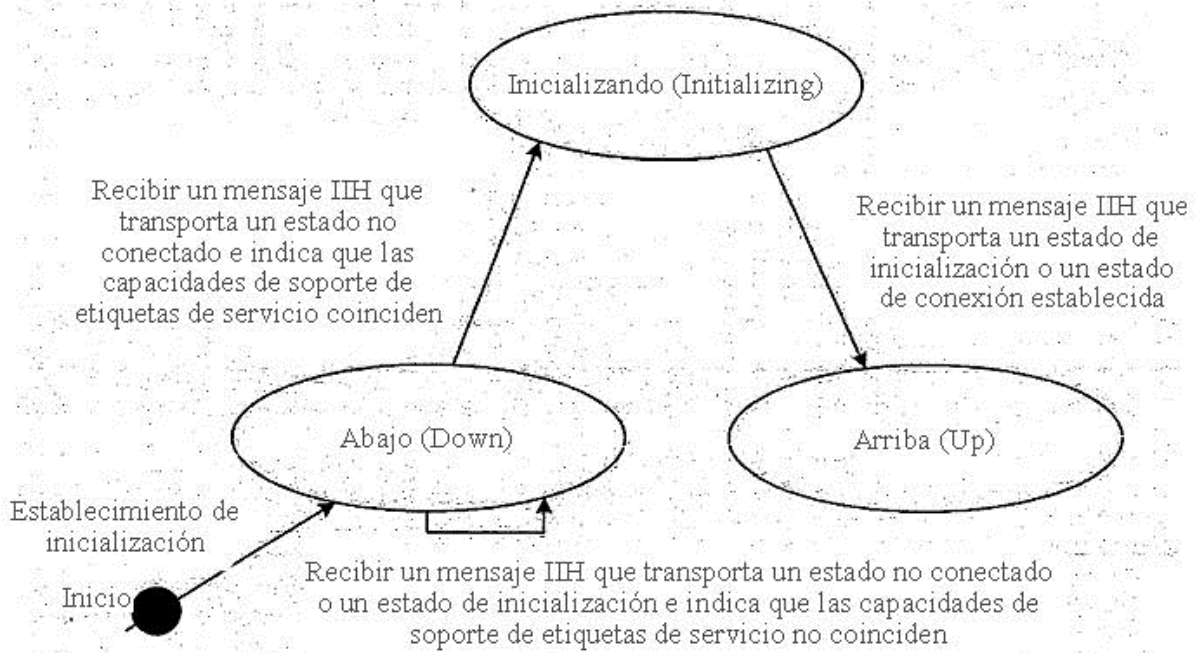 Inicializando (Initializing)
Recibir un mensaje IIH que
transporta un estado no
conectado e indica que las
capacidades de soporte de
etiquetas de servicio coinciden
Recibir un mensaje IIH que
transporta un estado de
inicialización o un estado
de conexión establecida
Abajo (Down)
Arriba (Up)
Establecimiento de
inicialización
Inicio
Recibir un mensaje IIH que transporta un estado no conectado
o un estado de inicialización e indica que las capacidades de
soporte de etiquetas de servicio no coinciden